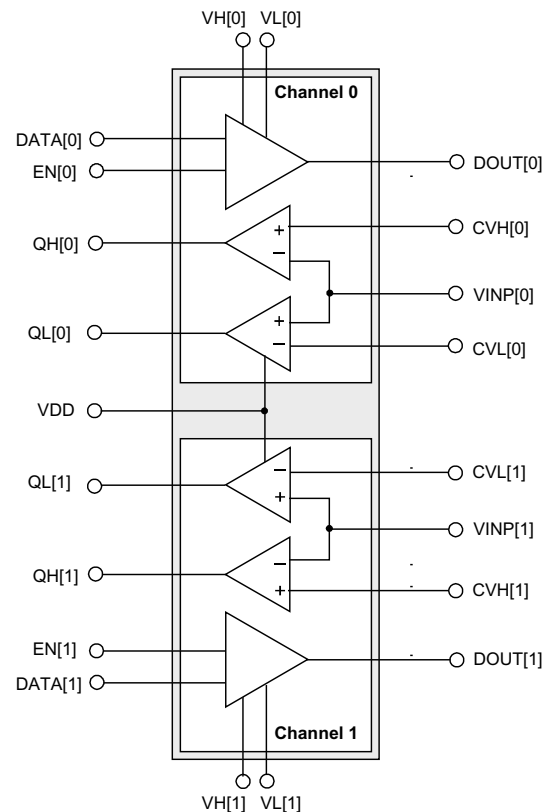 VH[0] VL[0]
Channel 0
DATA[0]
DOUT[0]
EN[0]
+
CVH[0]
QH[0]
−
VINP[0]
+
QL[0]
−
CVL[0]
VDD
−
CVL[1]
QL[1]
+
VINP[1]
−
QH[1]
+
CVH[1]
EN[1]
DOUT[1]
DATA[1]
Channel 1
VH[1] VL[1]